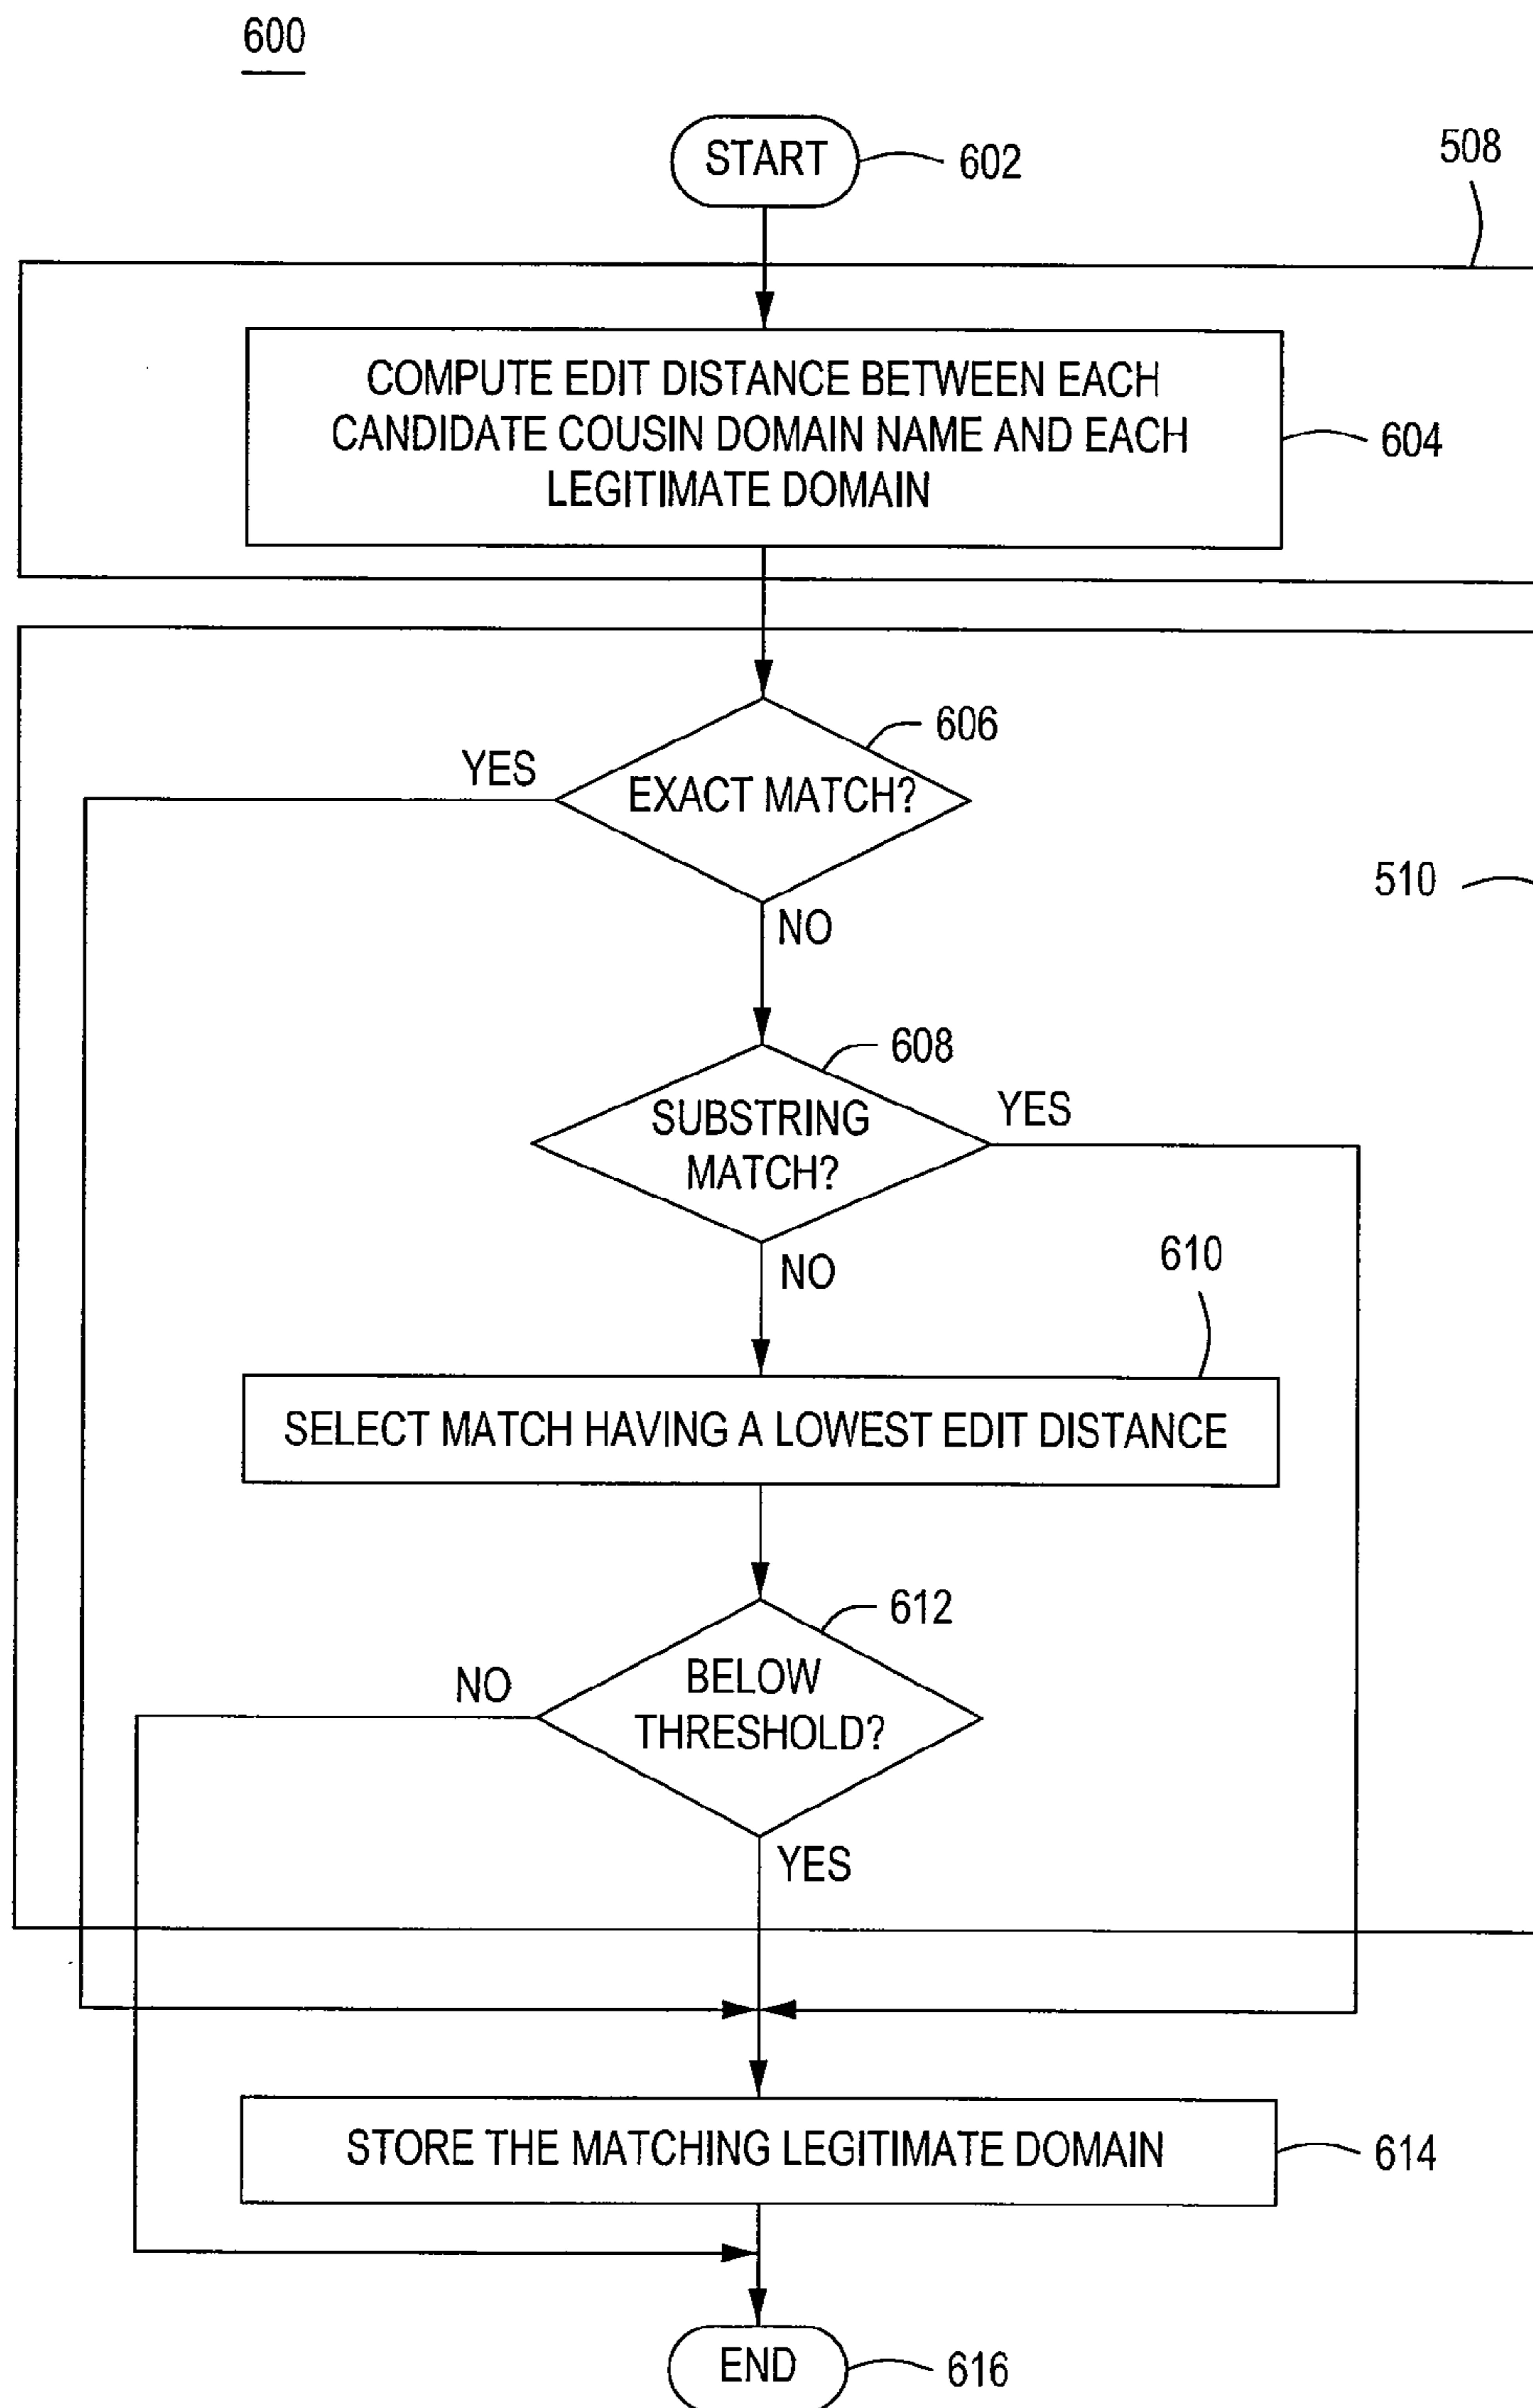 600
START
602
508
COMPUTE EDIT DISTANCE BETWEEN EACH
CANDIDATE COUSIN DOMAIN NAME AND EACH
LEGITIMATE DOMAIN
604
606
YES
EXACT MATCH?
510
NO
608
SUBSTRING
MATCH?
YES
NO
610
SELECT MATCH HAVING A LOWEST EDIT DISTANCE
612
NO
BELOW
THRESHOLD?
YES
STORE THE MATCHING LEGITIMATE DOMAIN
614
END
616